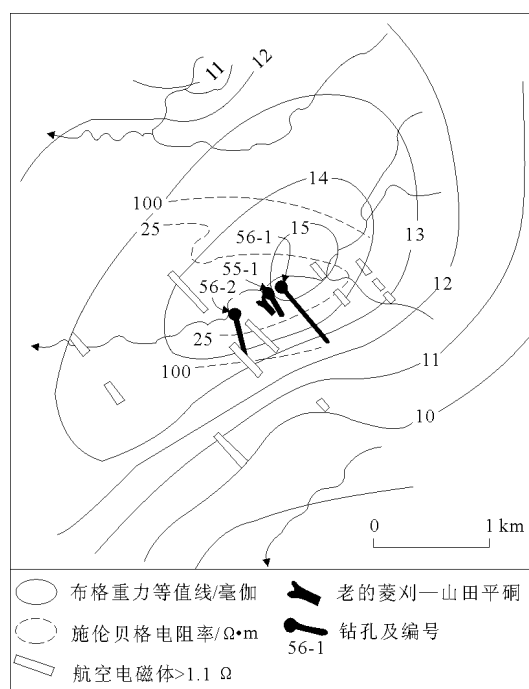 11
12
14
100
15
25
56-1
13
55-1
56-2
12
25
11
100
10
0 1 km
布格重力等值线/毫伽
老的菱刈—山田平硐
施伦贝格电阻率/Ω•m
钻孔及编号
56-1
航空电磁体>1.1 Ω